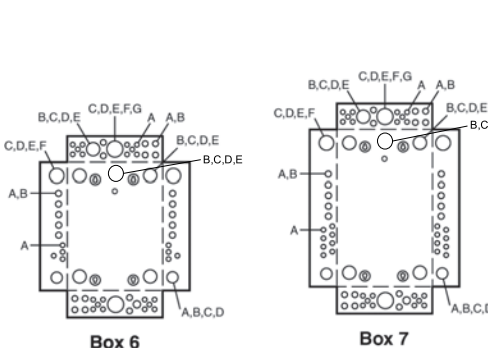 C,D,E,F,G
B,C,D,E
A
A,B
C,D,E,F
B,C,D,E
B,C,D,E
A,B
A
A,B,C,D
Box 6
C,D,E,F,G
B,C,D,E
A
A,B
C,D,E,F
B,C,D,E
B,C
A,B
A
A,B,C,D
Box 7